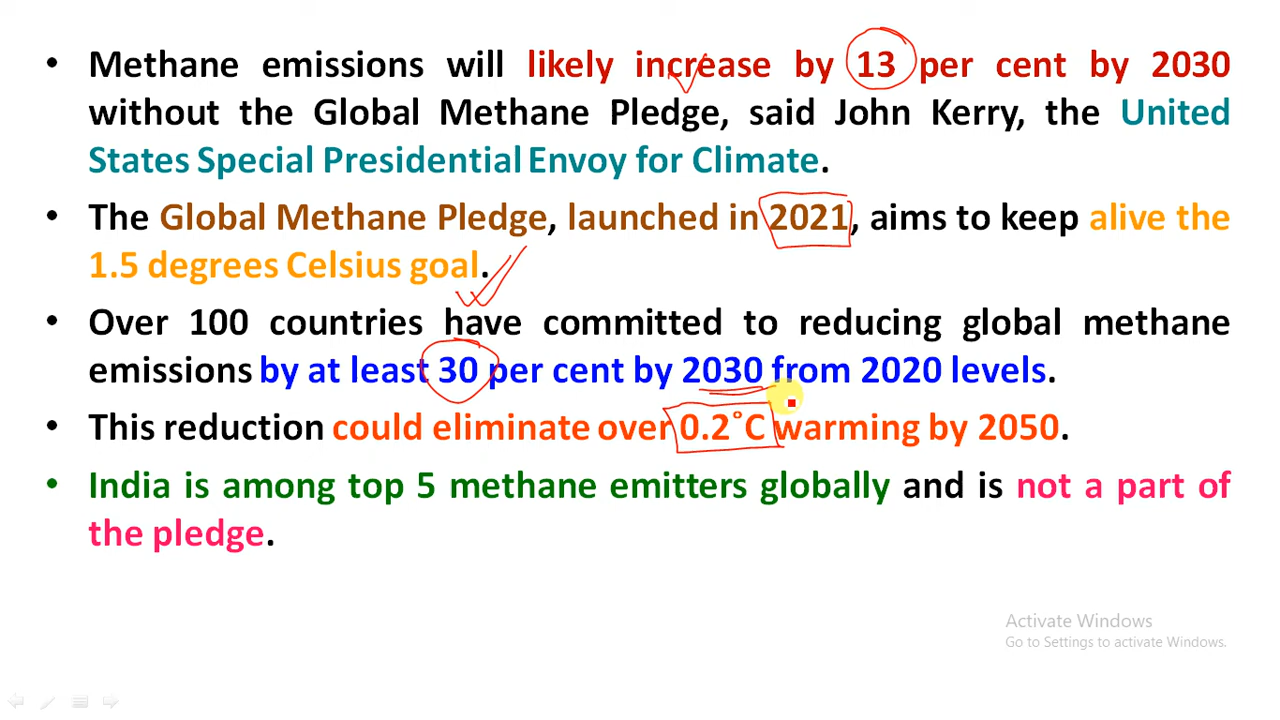 • Methane emissions will likely increase by 13 per cent by 2030
without the Global Methane Pledge, said John Kerry, the United
States Special Presidential Envoy for Climate.
• The Global Methane Pledge, launched in 2021, aims to keep alive the
1.5 degrees Celsius goal.
• Over 100 countries have committed to reducing global methane
emissions by at least 30 per cent by 2030 from 2020 levels.
• This reduction could eliminate over 0.2˚C warming by 2050.
• India is among top 5 methane emitters globally and is not a part of
the pledge.
Activate Windows
Go to Settings to activate Windows.